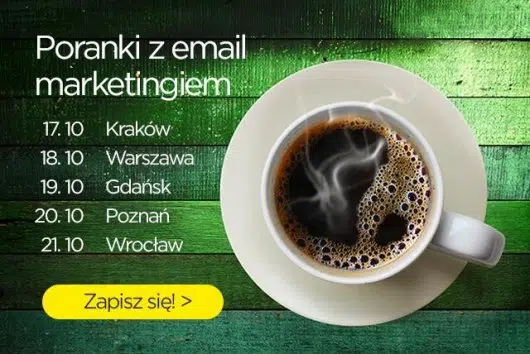 Poranki z email
marketingiem
17. 10 Kraków
18. 10 Warszawa
19. 10 Gdańsk
20. 10 Poznań
21. 10 Wrocław
Zapisz się! >